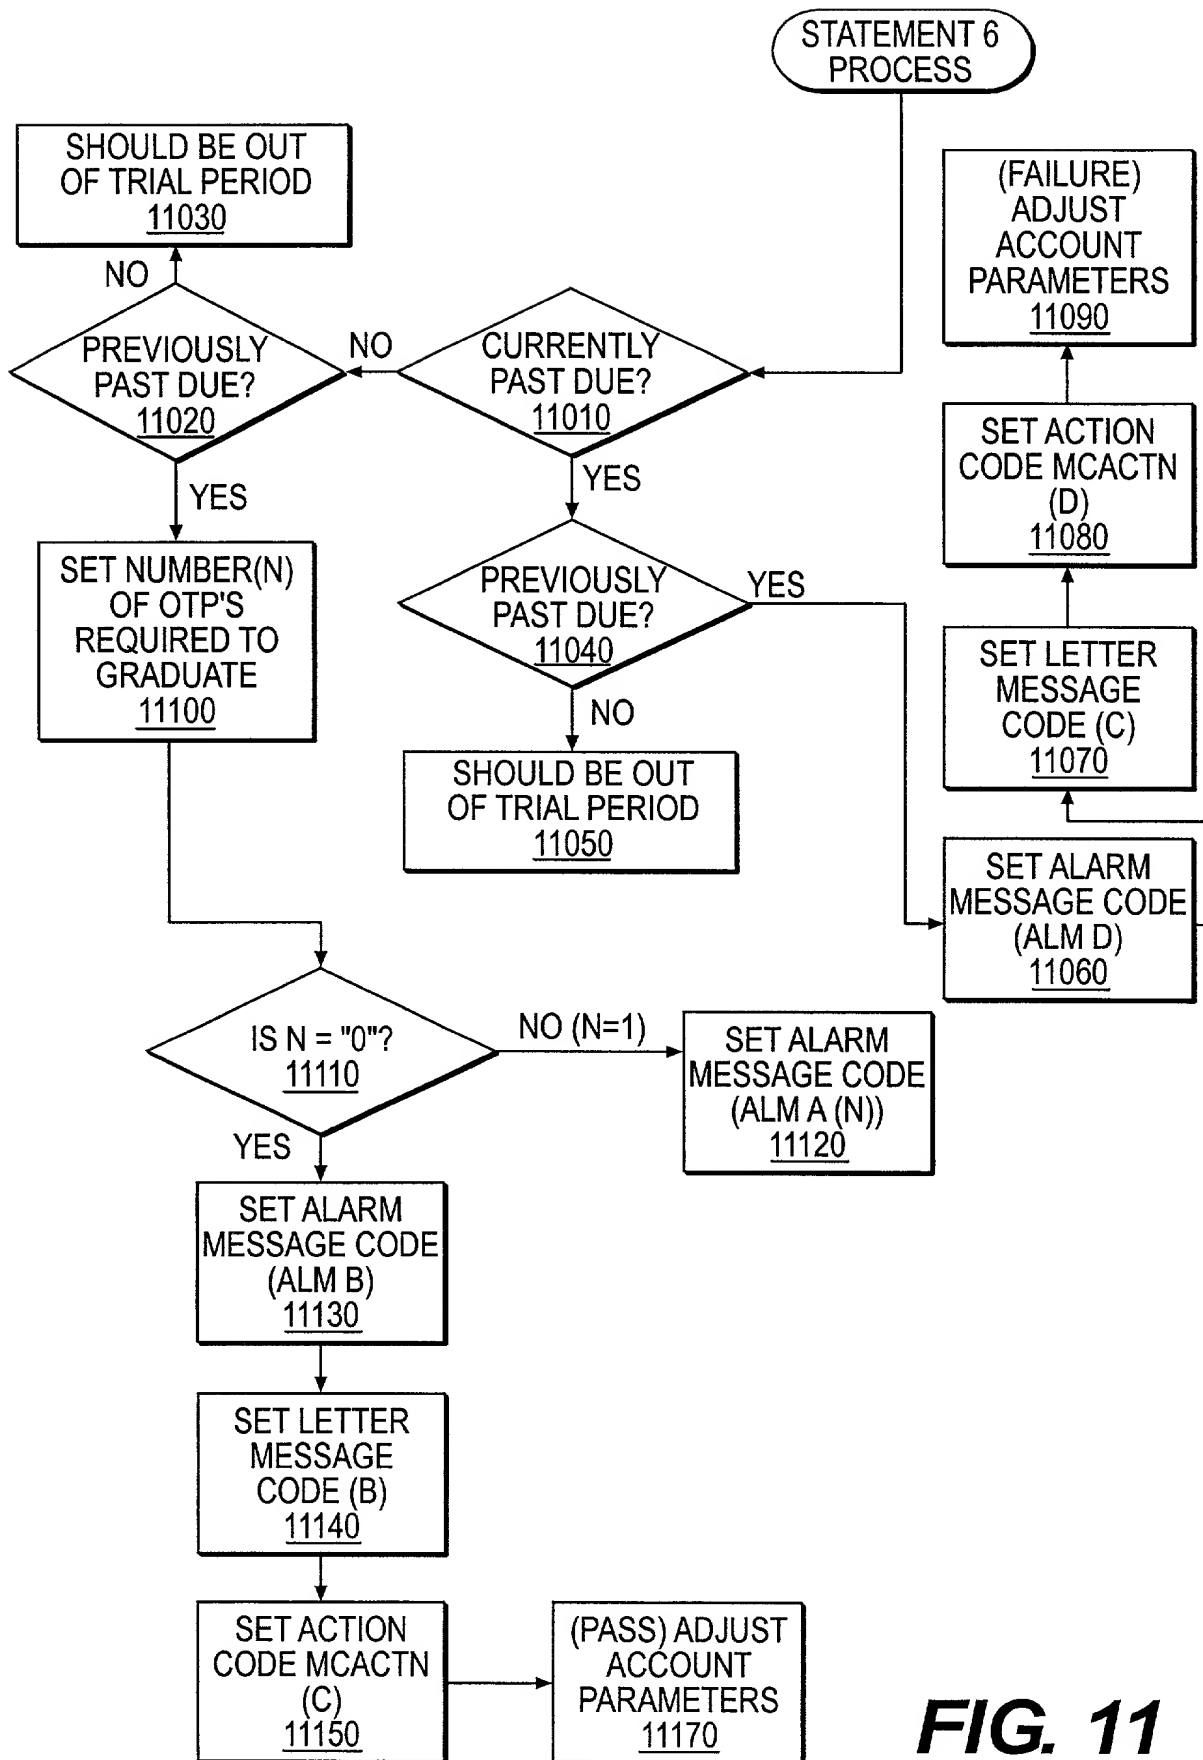 STATEMENT 6
PROCESS
SHOULD BE OUT
OF TRIAL PERIOD
11030
(FAILURE)
ADJUST
ACCOUNT
PARAMETERS
11090
NO
PREVIOUSLY
PAST DUE?
11020
NO
CURRENTLY
PAST DUE?
11010
YES
YES
SET ACTION
CODE MCACTN
(D)
11080
SET NUMBER(N)
OF OTP'S
REQUIRED TO
GRADUATE
11100
PREVIOUSLY
PAST DUE?
11040
YES
NO
SET LETTER
MESSAGE
CODE (C)
11070
SHOULD BE OUT
OF TRIAL PERIOD
11050
SET ALARM
MESSAGE CODE
(ALM D)
11060
IS N = "0"?
11110
NO (N=1)
SET ALARM
MESSAGE CODE
(ALM A (N))
11120
YES
SET ALARM
MESSAGE CODE
(ALM B)
11130
SET LETTER
MESSAGE
CODE (B)
11140
SET ACTION
CODE MCACTN
(C)
11150
(PASS) ADJUST
ACCOUNT
PARAMETERS
11170
FIG. 11